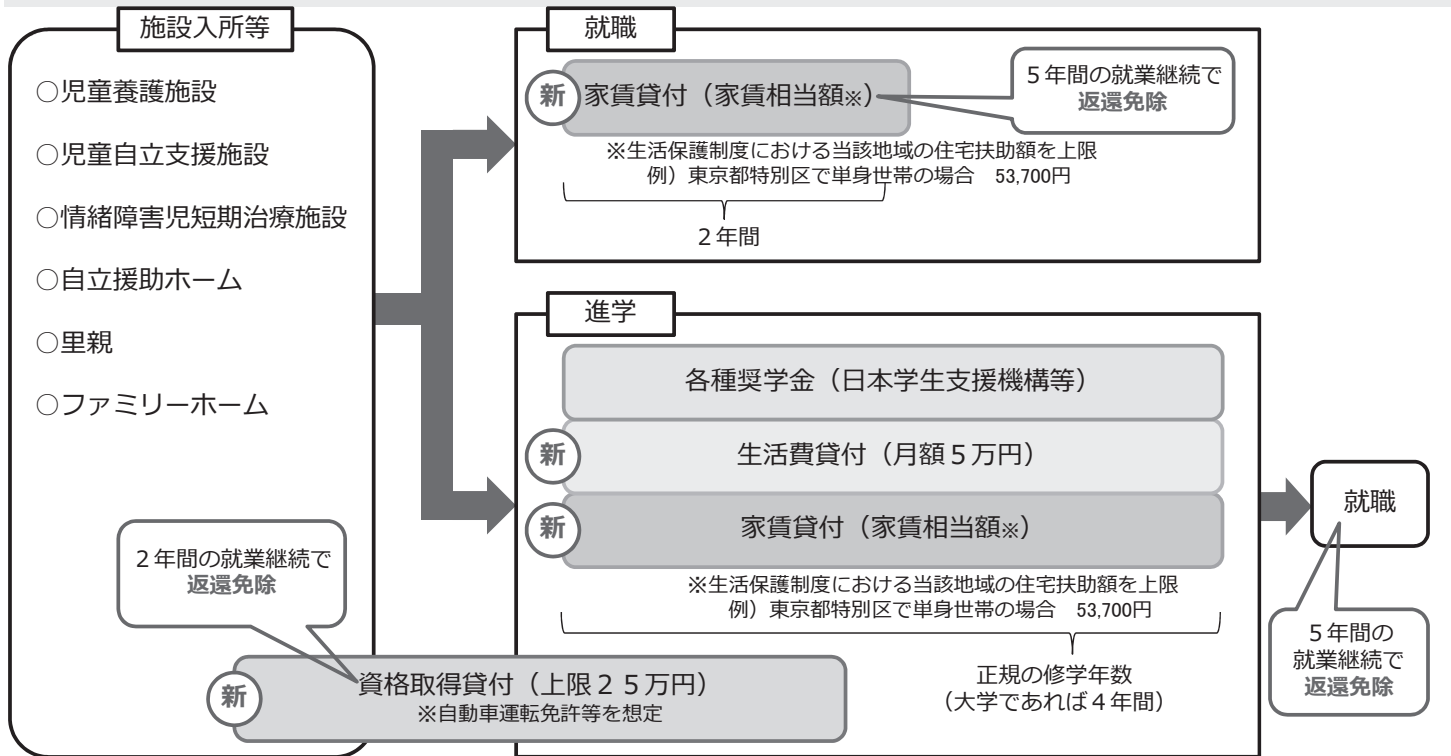 施設入所等
○児童養護施設
○児童自立支援施設
○情緒障害児短期治療施設
○自立援助ホーム
○里親
○ファミリーホーム
就職
新 家賃貸付（家賃相当額※）
５年間の就業継続で
返還免除
※生活保護制度における当該地域の住宅扶助額を上限
例）東京都特別区で単身世帯の場合　53,700円
２年間
進学
各種奨学金（日本学生支援機構等）
新 生活費貸付（月額５万円）
新 家賃貸付（家賃相当額※）
※生活保護制度における当該地域の住宅扶助額を上限
例）東京都特別区で単身世帯の場合　53,700円
正規の修学年数
（大学であれば４年間）
就職
５年間の
就業継続で
返還免除
２年間の就業継続で
返還免除
新 資格取得貸付（上限２５万円）
※自動車運転免許等を想定